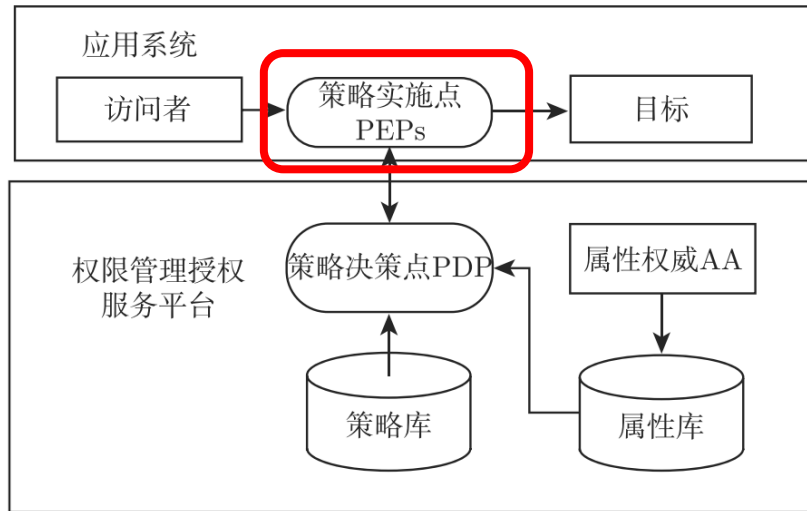 应用系统
访问者
策略实施点
PEPs
目标
权限管理授权
服务平台
策略决策点PDP
属性权威AA
策略库
属性库